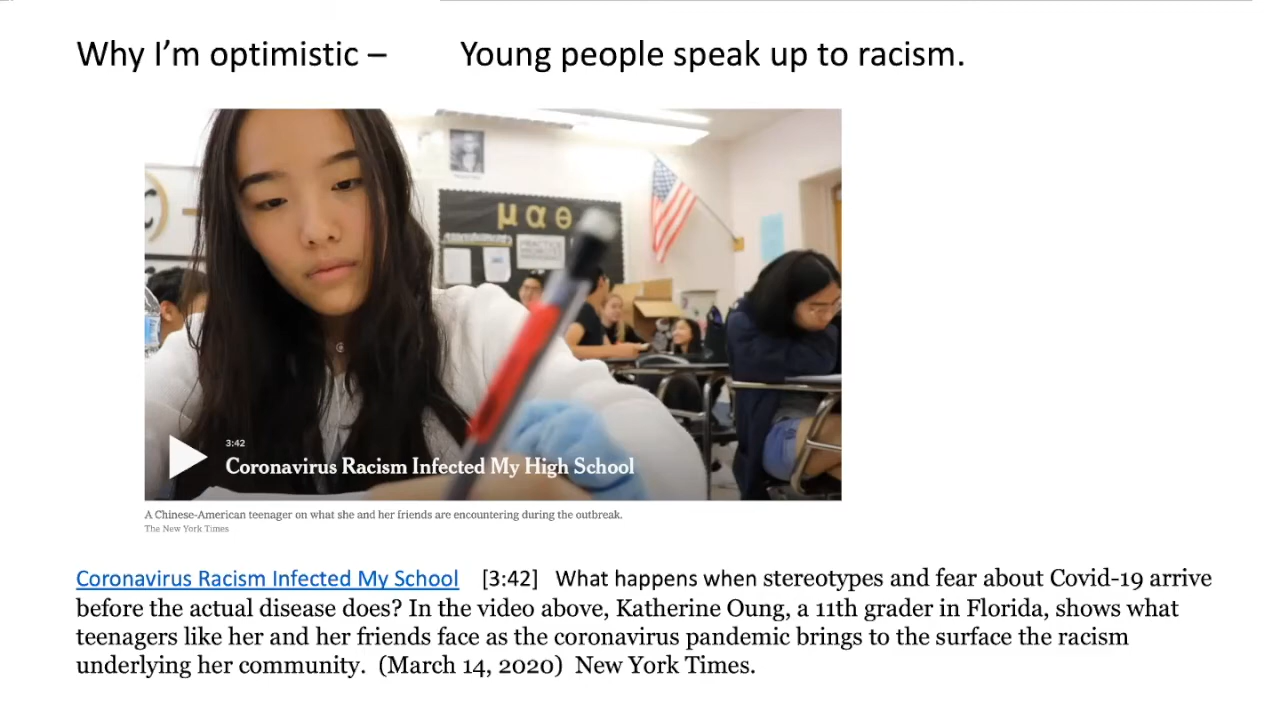 Why I'm optimistic – Young people speak up to racism.
μ α θ
3:42
Coronavirus Racism Infected My High School
A Chinese-American teenager on what she and her friends are encountering during the outbreak.
The New York Times
Coronavirus Racism Infected My School [3:42] What happens when stereotypes and fear about Covid-19 arrive
before the actual disease does? In the video above, Katherine Oung, a 11th grader in Florida, shows what
teenagers like her and her friends face as the coronavirus pandemic brings to the surface the racism
underlying her community. (March 14, 2020) New York Times.